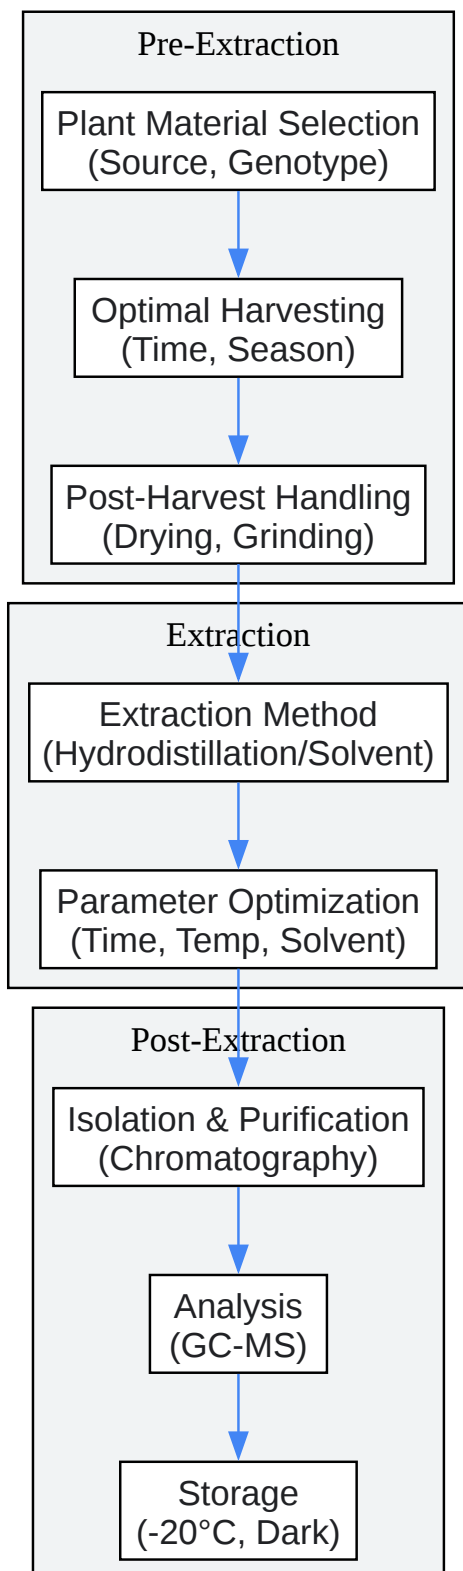 Pre-Extraction
Plant Material Selection
(Source, Genotype)
Optimal Harvesting
(Time, Season)
Post-Harvest Handling
(Drying, Grinding)
Extraction
Extraction Method
(Hydrodistillation/Solvent)
Parameter Optimization
(Time, Temp, Solvent)
Post-Extraction
Isolation & Purification
(Chromatography)
Analysis
(GC-MS)
Storage
(-20°C, Dark)